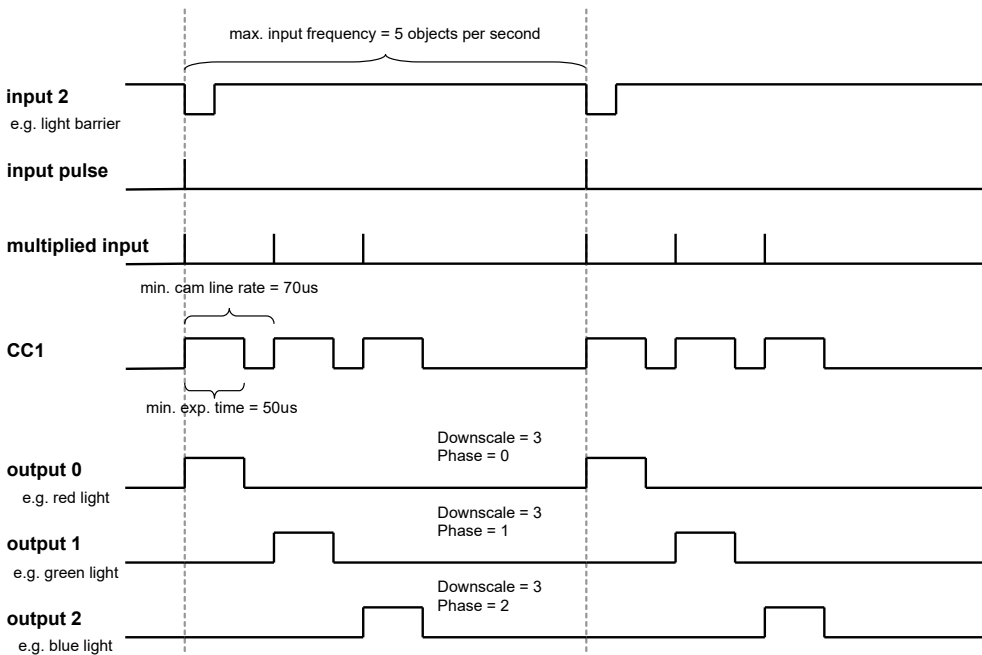 max. input frequency = 5 objects per second
input 2
e.g. light barrier
input pulse
multiplied input
min. cam line rate = 70us
CC1
min. exp. time = 50us
Downscale = 3
Phase = 0
output 0
e.g. red light
Downscale = 3
Phase = 1
output 1
e.g. green light
Downscale = 3
Phase = 2
output 2
e.g. blue light